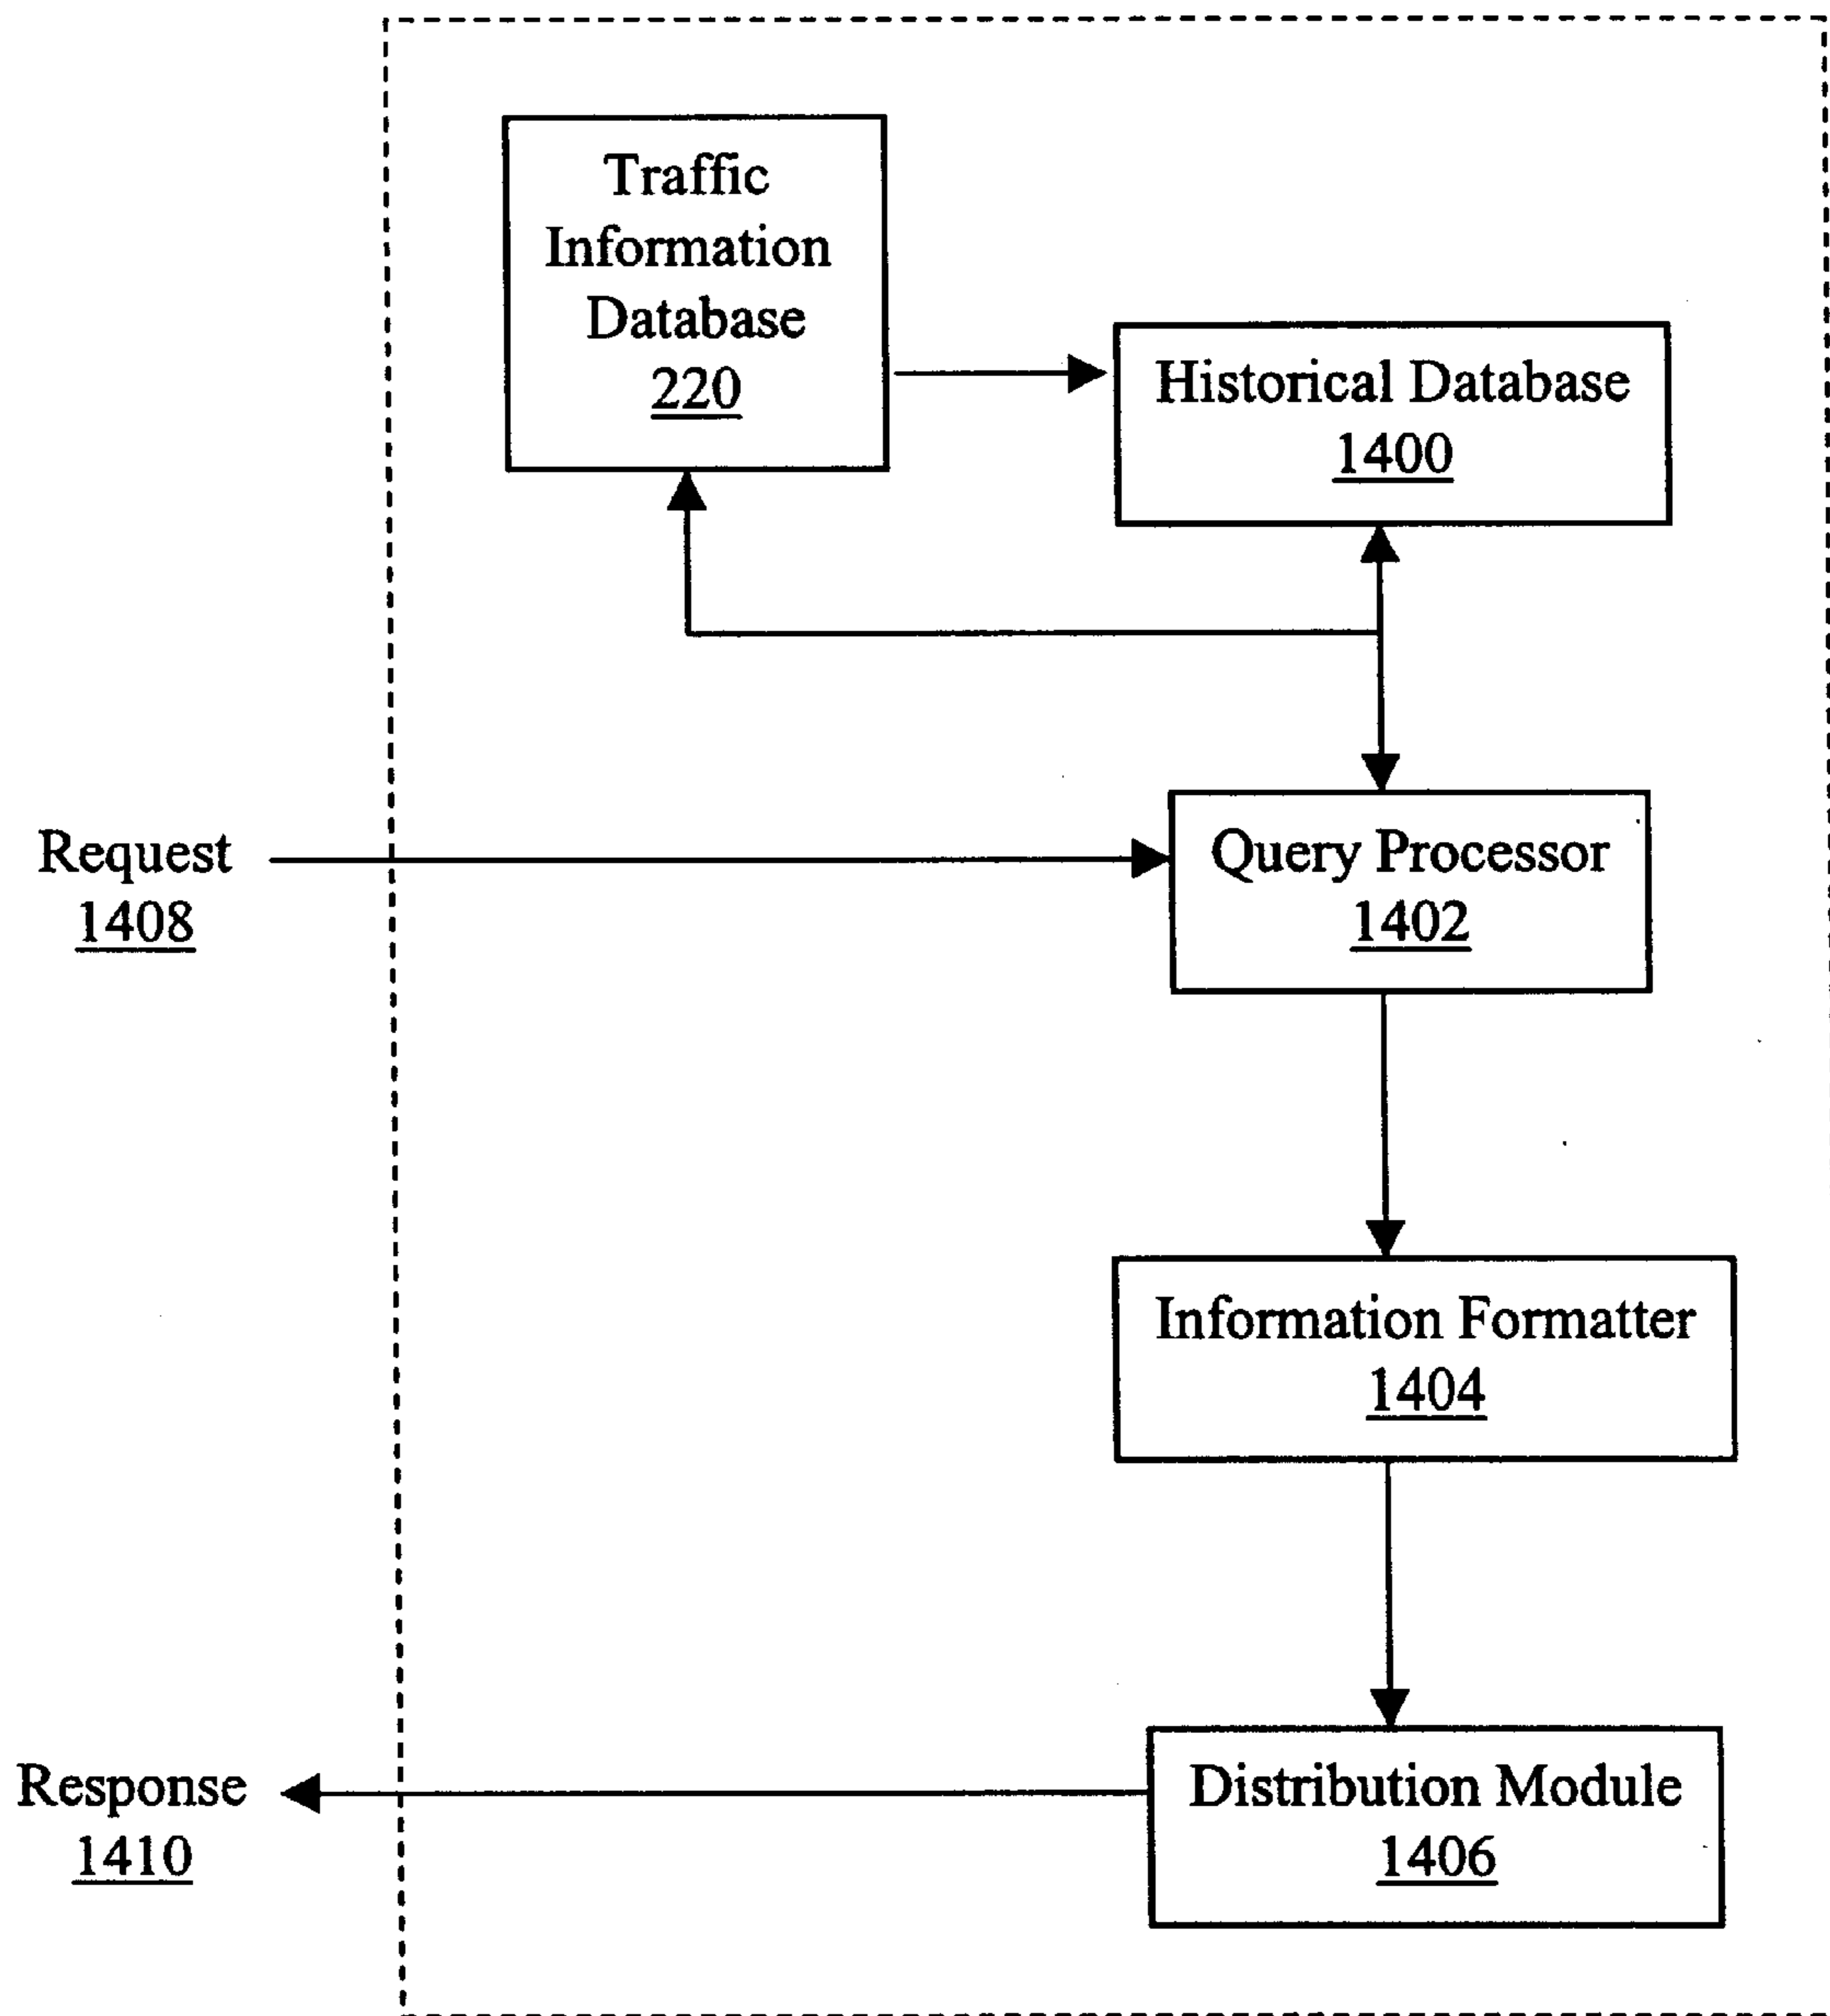 Traffic
Information
Database
220
Historical Database
1400
Request
1408
Query Processor
1402
Information Formatter
1404
Response
1410
Distribution Module
1406